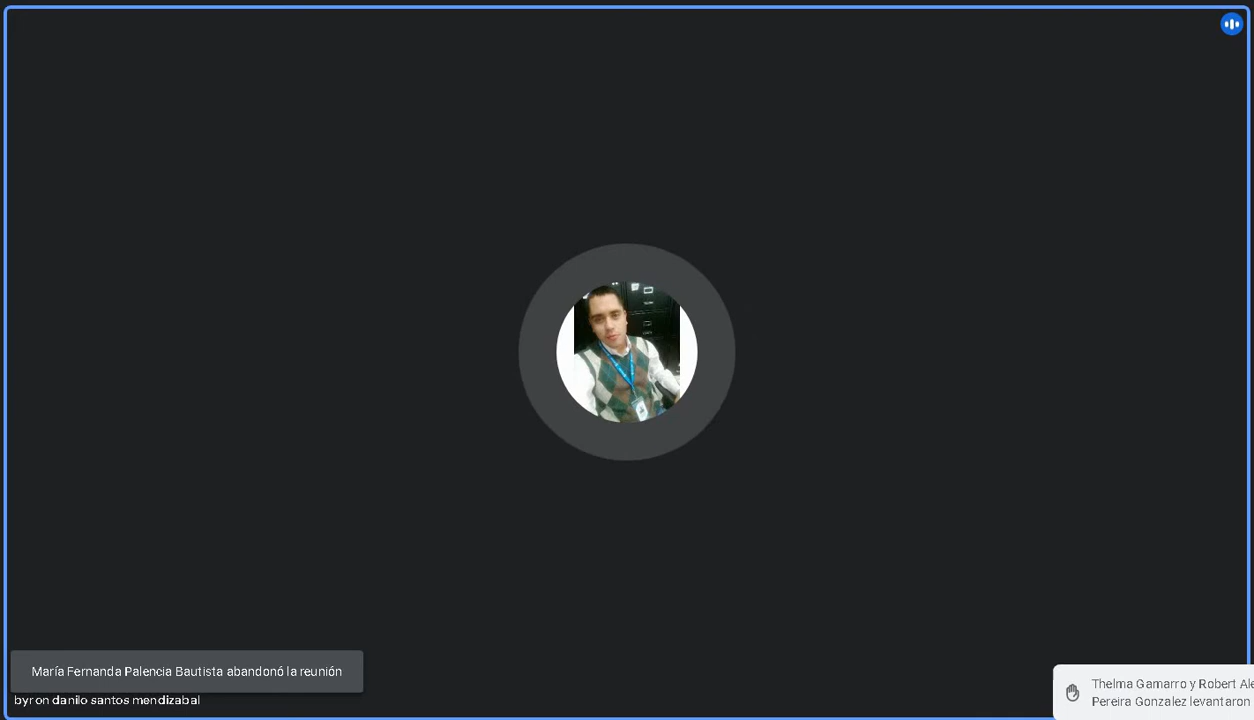 María Fernanda Palencia Bautista abandonó la reunión
byron danilo santos mendizabal
Thelma Gamarro y Robert Ale
Pereira Gonzalez levantaron